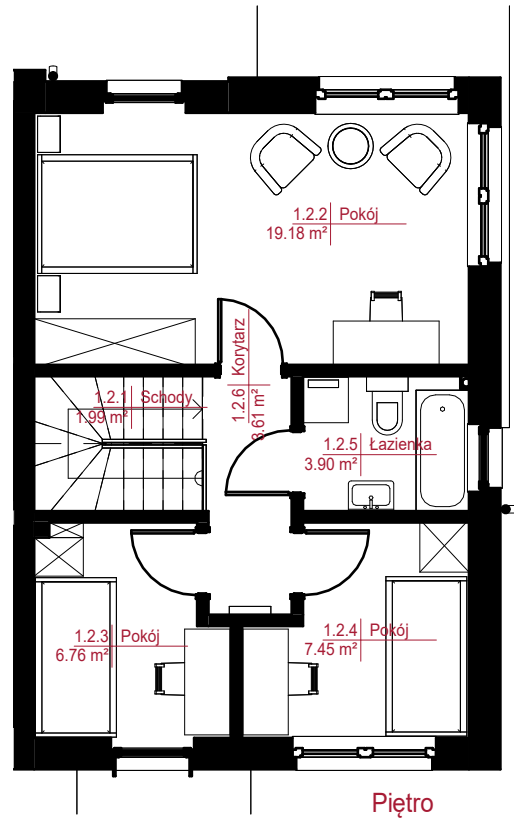 1.2.2 Pokój
19.18 m²
1.2.6 Korytarz
3.61 m²
1.2.1 Schody
1.99 m²
1.2.5 Łazienka
3.90 m²
1.2.3 Pokój
6.76 m²
1.2.4 Pokój
7.45 m²
Piętro